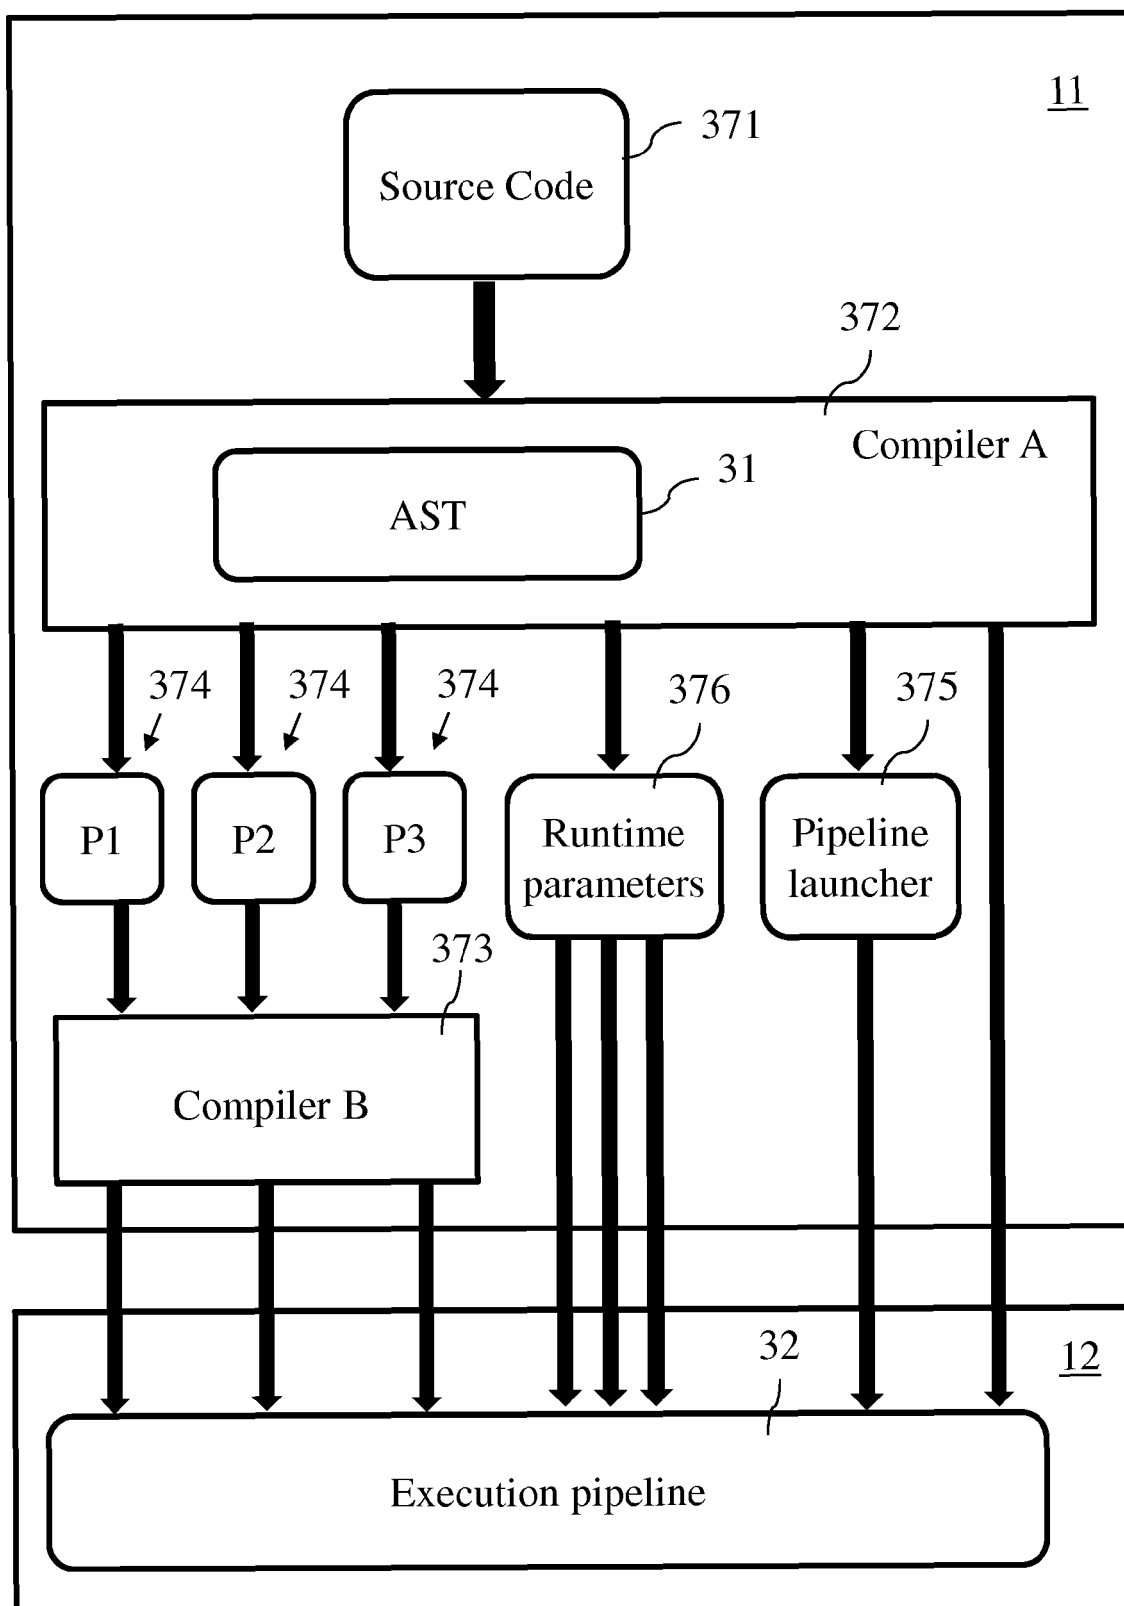 11
371
Source Code
372
Compiler A
31
AST
374
374
374
376
375
P1
P2
P3
Runtime
parameters
Pipeline
launcher
373
Compiler B
32
12
Execution pipeline